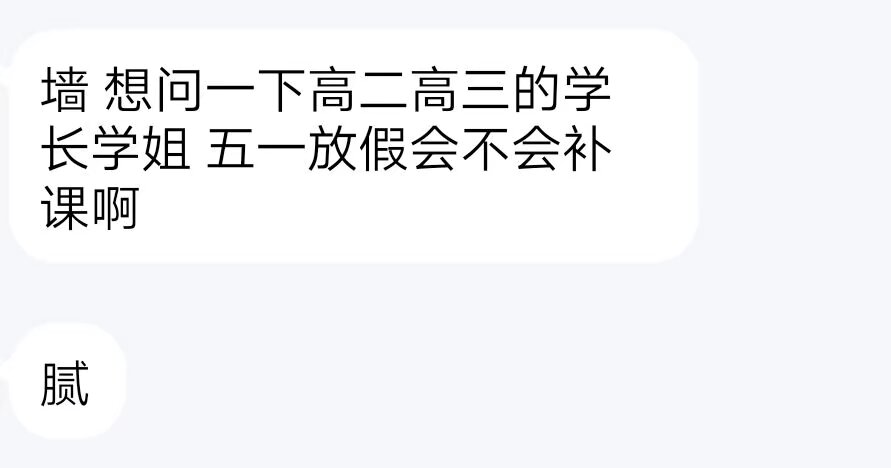 墙 想问一下高二高三的学
长学姐 五一放假会不会补
课啊
腻